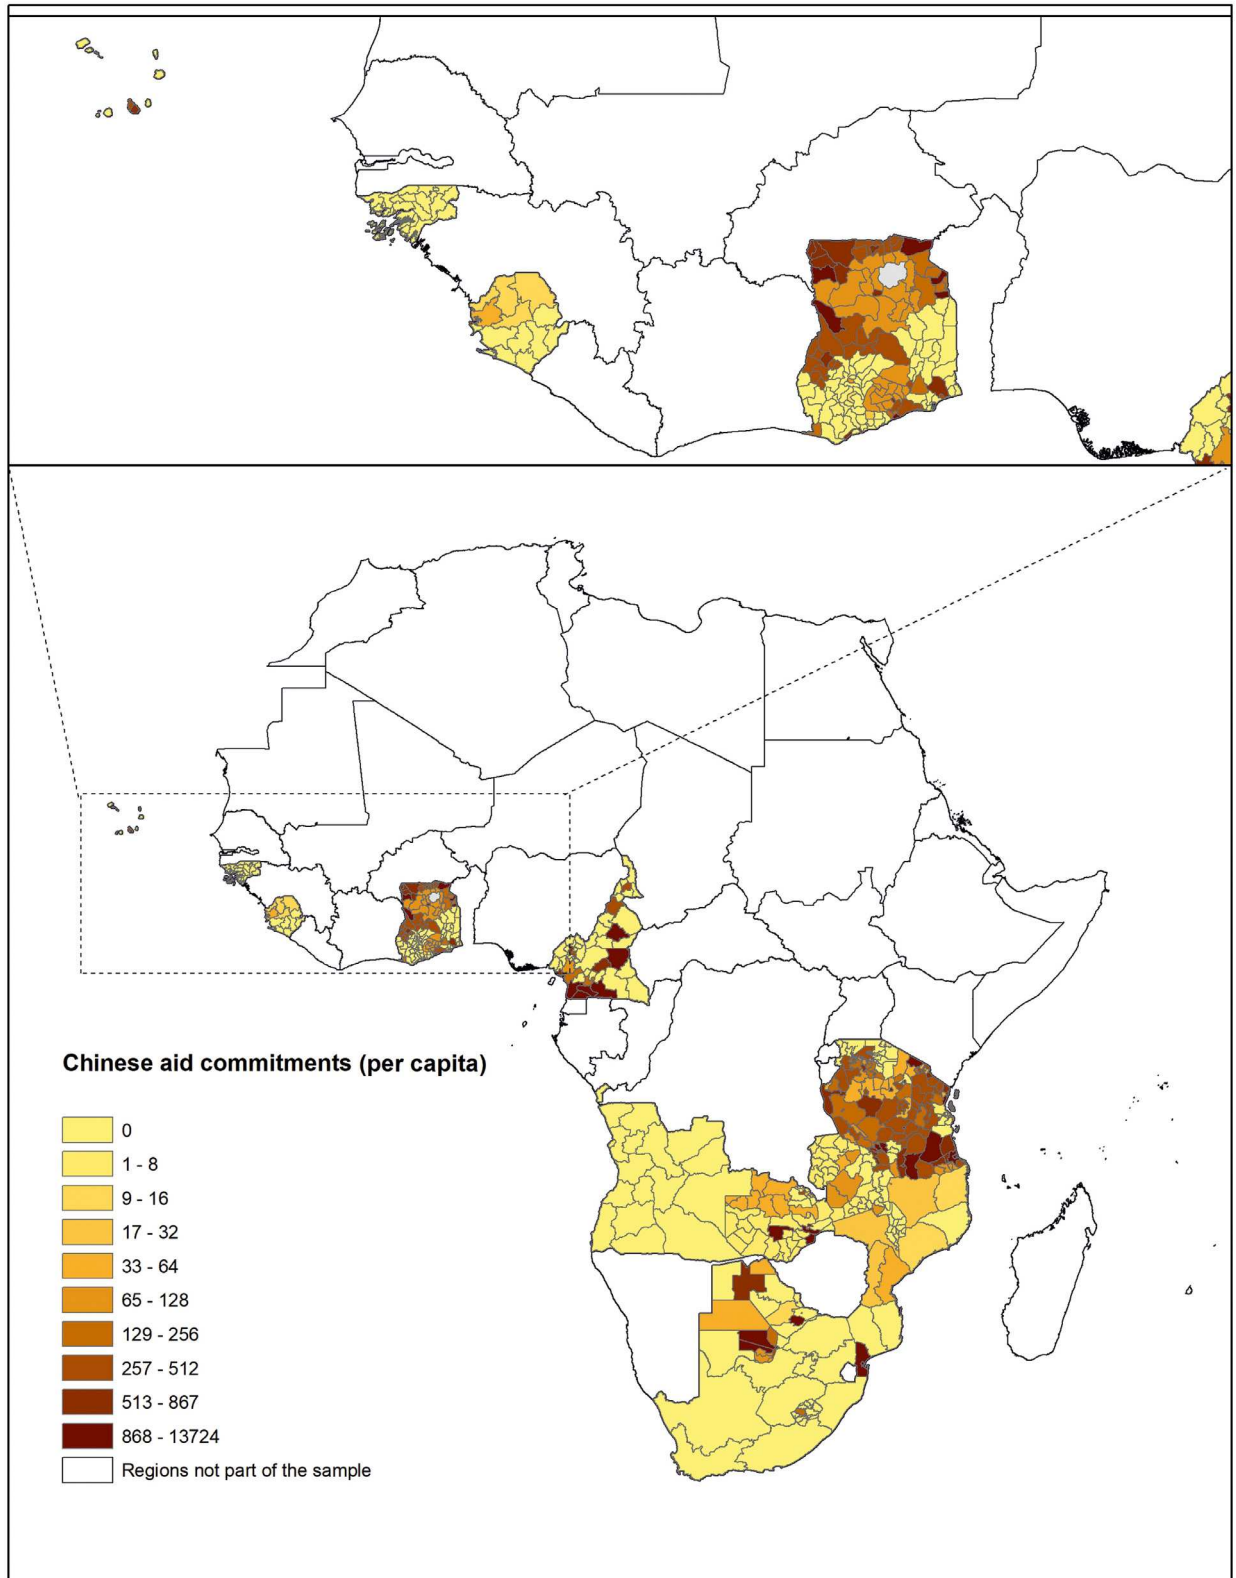 Chinese aid commitments (per capita)
0
1 - 8
9 - 16
17 - 32
33 - 64
65 - 128
129 - 256
257 - 512
513 - 867
868 - 13724
Regions not part of the sample